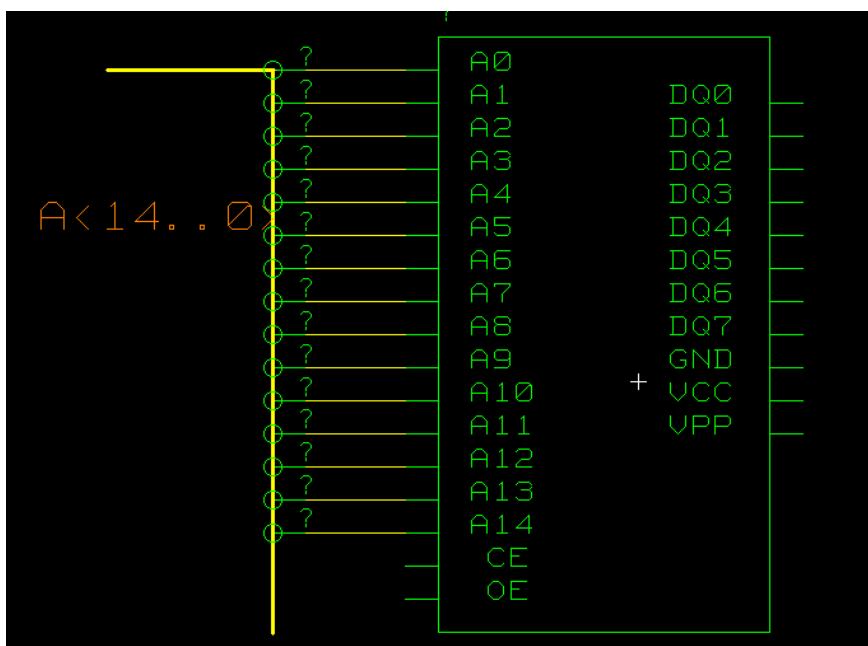 ?
? A0
? A1 DQ0
? A2 DQ1
? A3 DQ2
? A4 DQ3
A<14..0>
? A5 DQ4
? A6 DQ5
? A7 DQ6
? A8 DQ7
? A9 GND
? A10 VCC
? A11 VPP
? A12
? A13
? A14
CE
OE